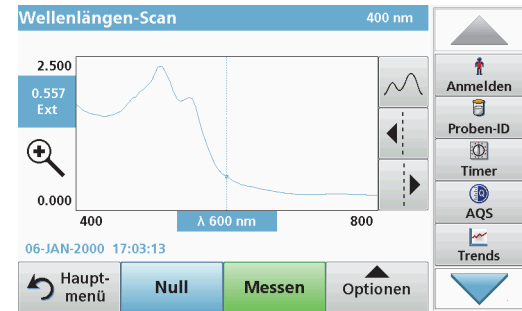 Wellenlängen-Scan
400 nm
2.500
0.557
Ext
0.000
400
λ 600 nm
800
06-JAN-2000 17:03:13
Haupt-
menü
Null
Messen
Optionen
Anmelden
Proben-ID
Timer
AQS
Trends